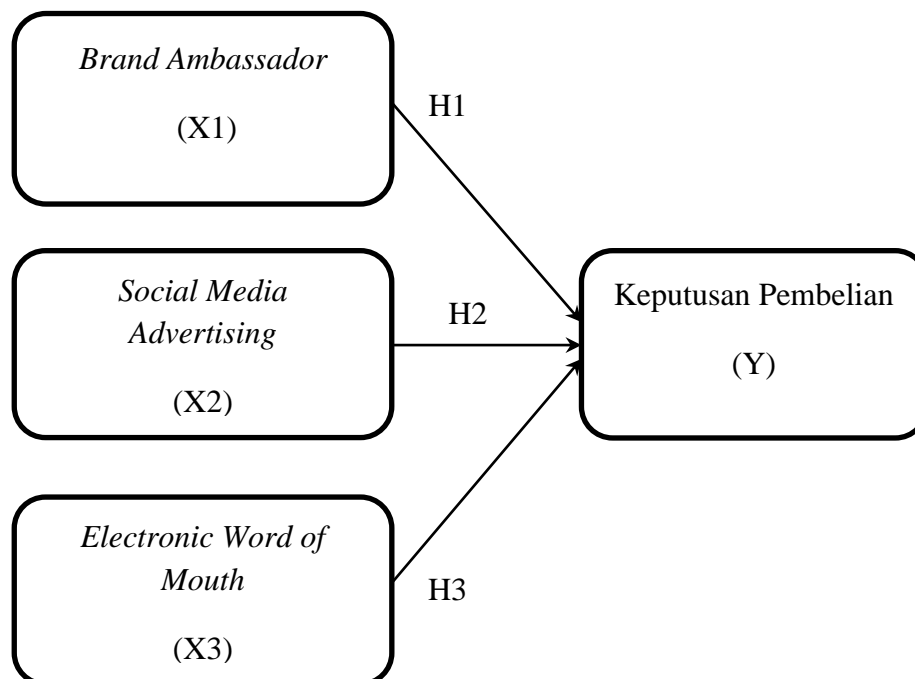 Brand Ambassador
(X1)
H1
Social Media
Advertising
(X2)
H2
Keputusan Pembelian
(Y)
Electronic Word of
Mouth
(X3)
H3